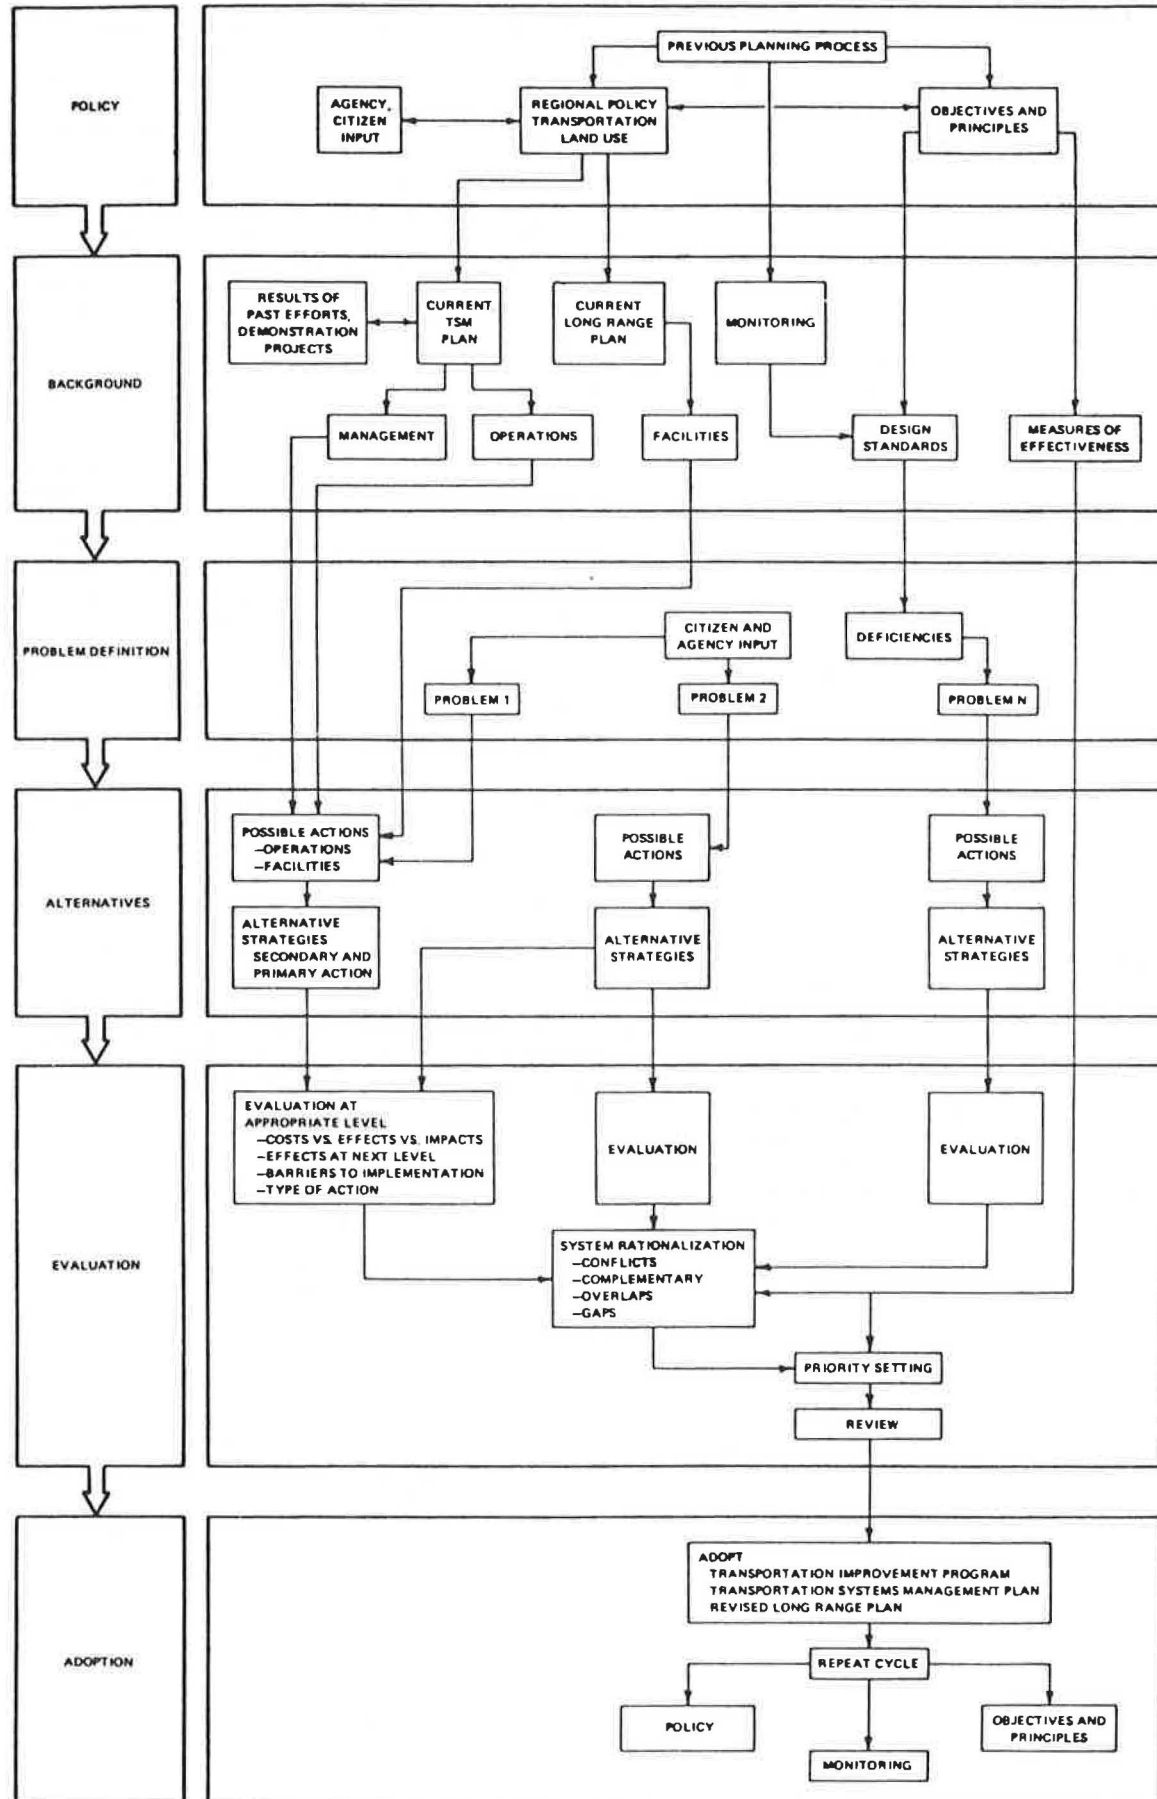 POLICY
PREVIOUS PLANNING PROCESS
AGENCY,
CITIZEN
INPUT
REGIONAL POLICY
TRANSPORTATION
LAND USE
OBJECTIVES AND
PRINCIPLES
BACKGROUND
RESULTS OF
PAST EFFORTS,
DEMONSTRATION
PROJECTS
CURRENT
TSM
PLAN
CURRENT
LONG RANGE
PLAN
MONITORING
MANAGEMENT
OPERATIONS
FACILITIES
DESIGN
STANDARDS
MEASURES OF
EFFECTIVENESS
PROBLEM DEFINITION
CITIZEN AND
AGENCY INPUT
DEFICIENCIES
PROBLEM 1
PROBLEM 2
PROBLEM N
ALTERNATIVES
POSSIBLE ACTIONS
–OPERATIONS
–FACILITIES
POSSIBLE
ACTIONS
POSSIBLE
ACTIONS
ALTERNATIVE
STRATEGIES
SECONDARY AND
PRIMARY ACTION
ALTERNATIVE
STRATEGIES
ALTERNATIVE
STRATEGIES
EVALUATION
EVALUATION AT
APPROPRIATE LEVEL
–COSTS VS. EFFECTS VS. IMPACTS
–EFFECTS AT NEXT LEVEL
–BARRIERS TO IMPLEMENTATION
–TYPE OF ACTION
EVALUATION
EVALUATION
SYSTEM RATIONALIZATION
–CONFLICTS
–COMPLEMENTARY
–OVERLAPS
–GAPS
PRIORITY SETTING
REVIEW
ADOPTION
ADOPT
TRANSPORTATION IMPROVEMENT PROGRAM
TRANSPORTATION SYSTEMS MANAGEMENT PLAN
REVISED LONG RANGE PLAN
REPEAT CYCLE
POLICY
OBJECTIVES AND
PRINCIPLES
MONITORING